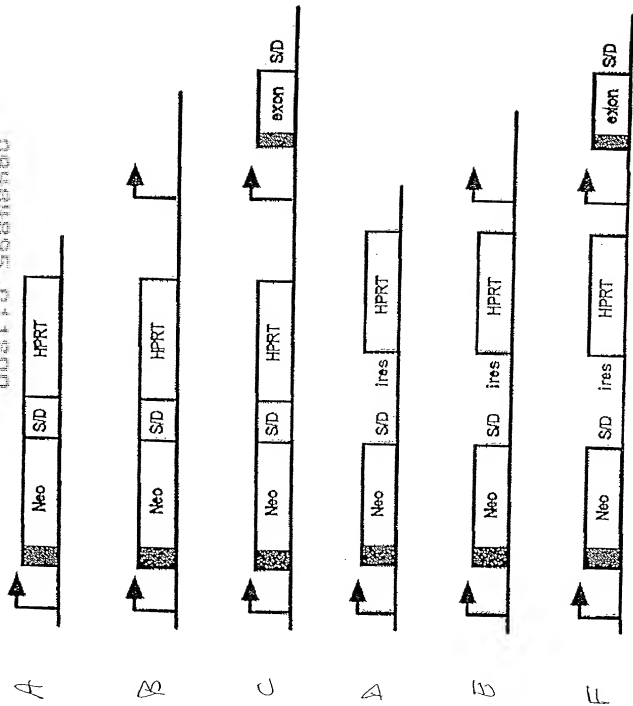 A Neo S/D HPRT
B Neo S/D HPRT
C Neo S/D HPRT exon S/D
D Neo S/D ires HPRT
E Neo S/D ires HPRT
F Neo S/D ires HPRT exon S/D